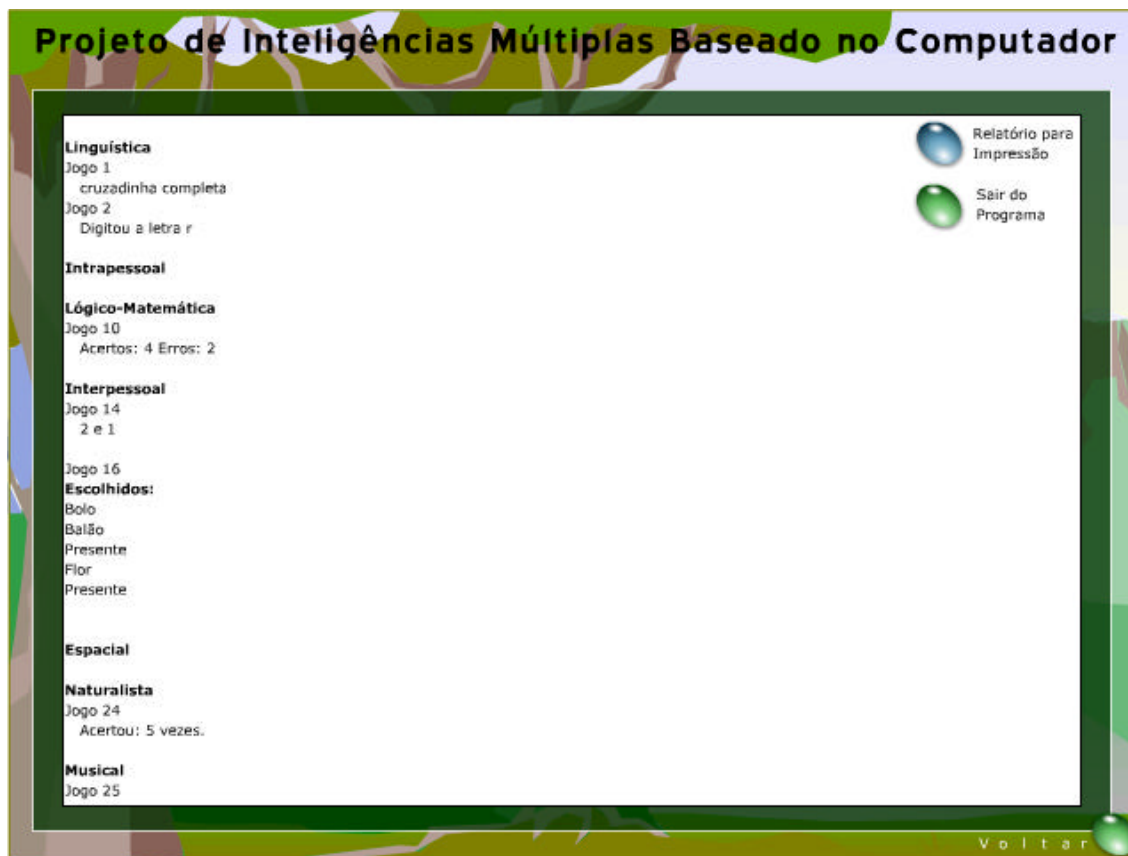 Projeto de Inteligências Múltiplas Baseado no Computador
Linguística
Jogo 1
cruzadinha completa
Jogo 2
Digitou a letra r
Intrapessoal
Lógico-Matemática
Jogo 10
Acertos: 4 Erros: 2
Interpessoal
Jogo 14
2 e 1
Jogo 16
Escolhidos:
Bolo
Balão
Presente
Flor
Presente
Espacial
Naturalista
Jogo 24
Acertou: 5 vezes.
Musical
Jogo 25
Relatório para
Impressão
Sair do
Programa
Voltar